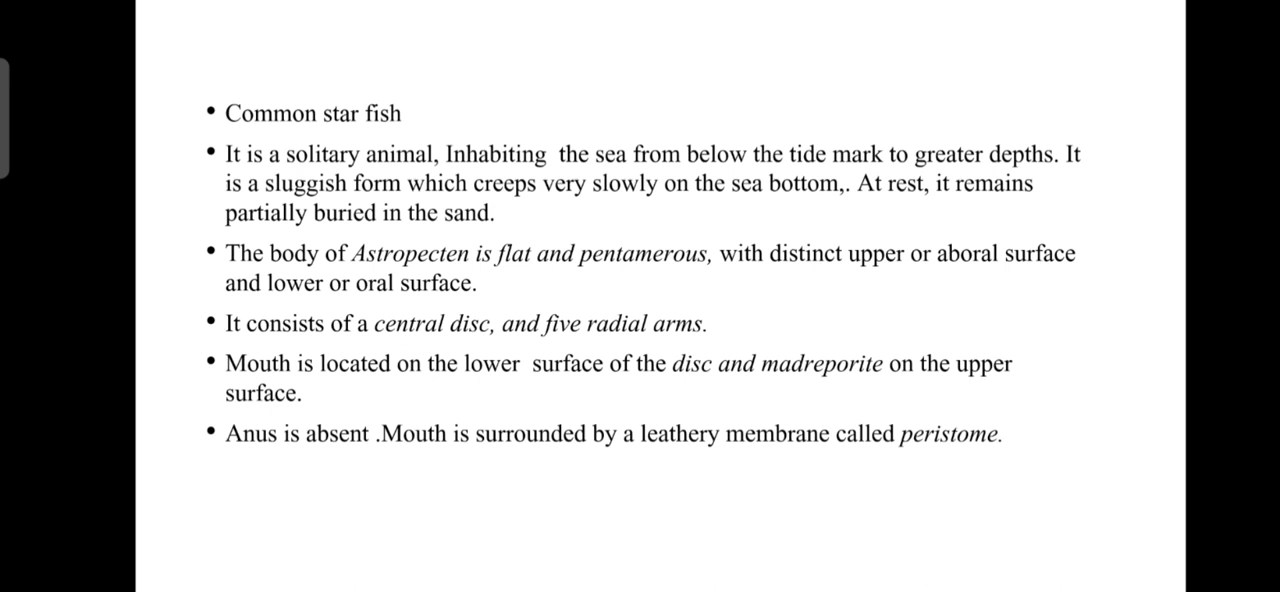 • Common star fish
• It is a solitary animal, Inhabiting  the sea from below the tide mark to greater depths. It
is a sluggish form which creeps very slowly on the sea bottom,. At rest, it remains
partially buried in the sand.
• The body of Astropecten is flat and pentamerous, with distinct upper or aboral surface
and lower or oral surface.
• It consists of a central disc, and five radial arms.
• Mouth is located on the lower  surface of the disc and madreporite on the upper
surface.
• Anus is absent .Mouth is surrounded by a leathery membrane called peristome.